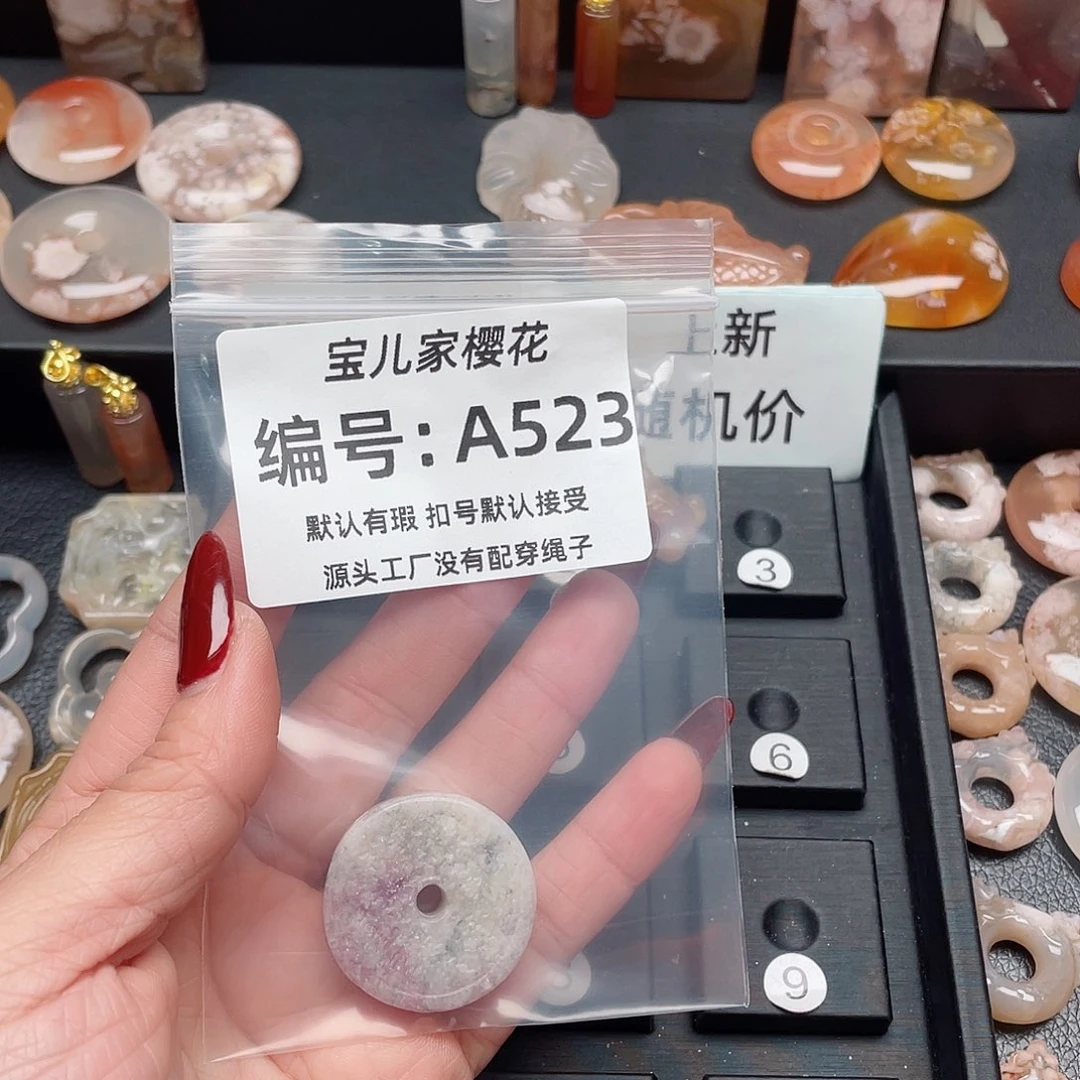 宝儿家樱花
编号:A523
默认有瑕 扣号默认接受
源头工厂没有配穿绳子
上新
随机价
3
6
9